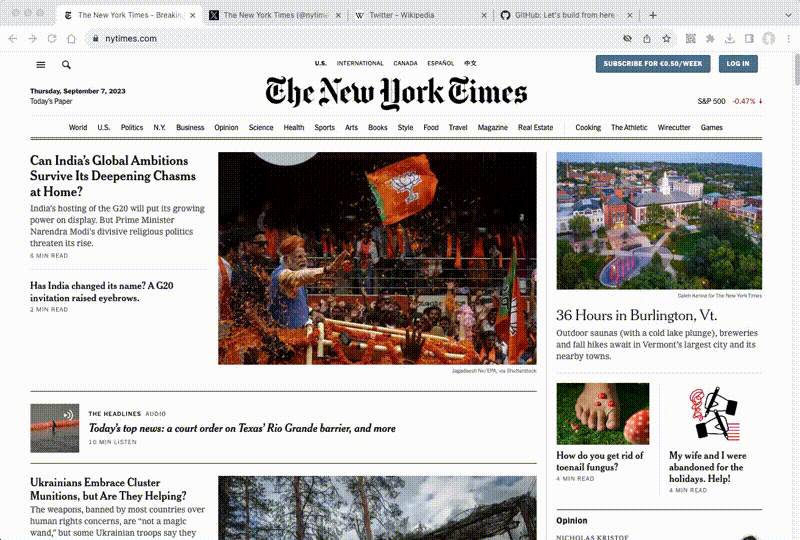 The New York Times - Breaking
The New York Times (@nytime
Twitter - Wikipedia
GitHub: Let's build from here
nytimes.com
U.S. INTERNATIONAL CANADA ESPAÑOL 中文
SUBSCRIBE FOR €0.50/WEEK LOG IN
Thursday, September 7, 2023
Today's Paper
The New York Times
S&P 500 -0.47%
World U.S. Politics N.Y. Business Opinion Science Health Sports Arts Books Style Food Travel Magazine Real Estate Cooking The Athletic Wirecutter Games
Can India's Global Ambitions
Survive Its Deepening Chasms
at Home?
India's hosting of the G20 will put its growing
power on display. But Prime Minister
Narendra Modi's divisive religious politics
threaten its rise.
6 MIN READ
Has India changed its name? A G20
invitation raised eyebrows.
2 MIN READ
Jagadeesh Nv/EPA, via Shutterstock
THE HEADLINES AUDIO
Today's top news: a court order on Texas' Rio Grande barrier, and more
10 MIN LISTEN
Ukrainians Embrace Cluster
Munitions, but Are They Helping?
The weapons, banned by most countries over
human rights concerns, are "not a magic
wand," but some Ukrainian troops say they
Caleb Kenna for The New York Times
36 Hours in Burlington, Vt.
Outdoor saunas (with a cold lake plunge), breweries
and fall hikes await in Vermont's largest city and its
nearby towns.
How do you get rid of
toenail fungus?
4 MIN READ
My wife and I were
abandoned for the
holidays. Help!
4 MIN READ
Opinion
NICHOLAS KRISTOF